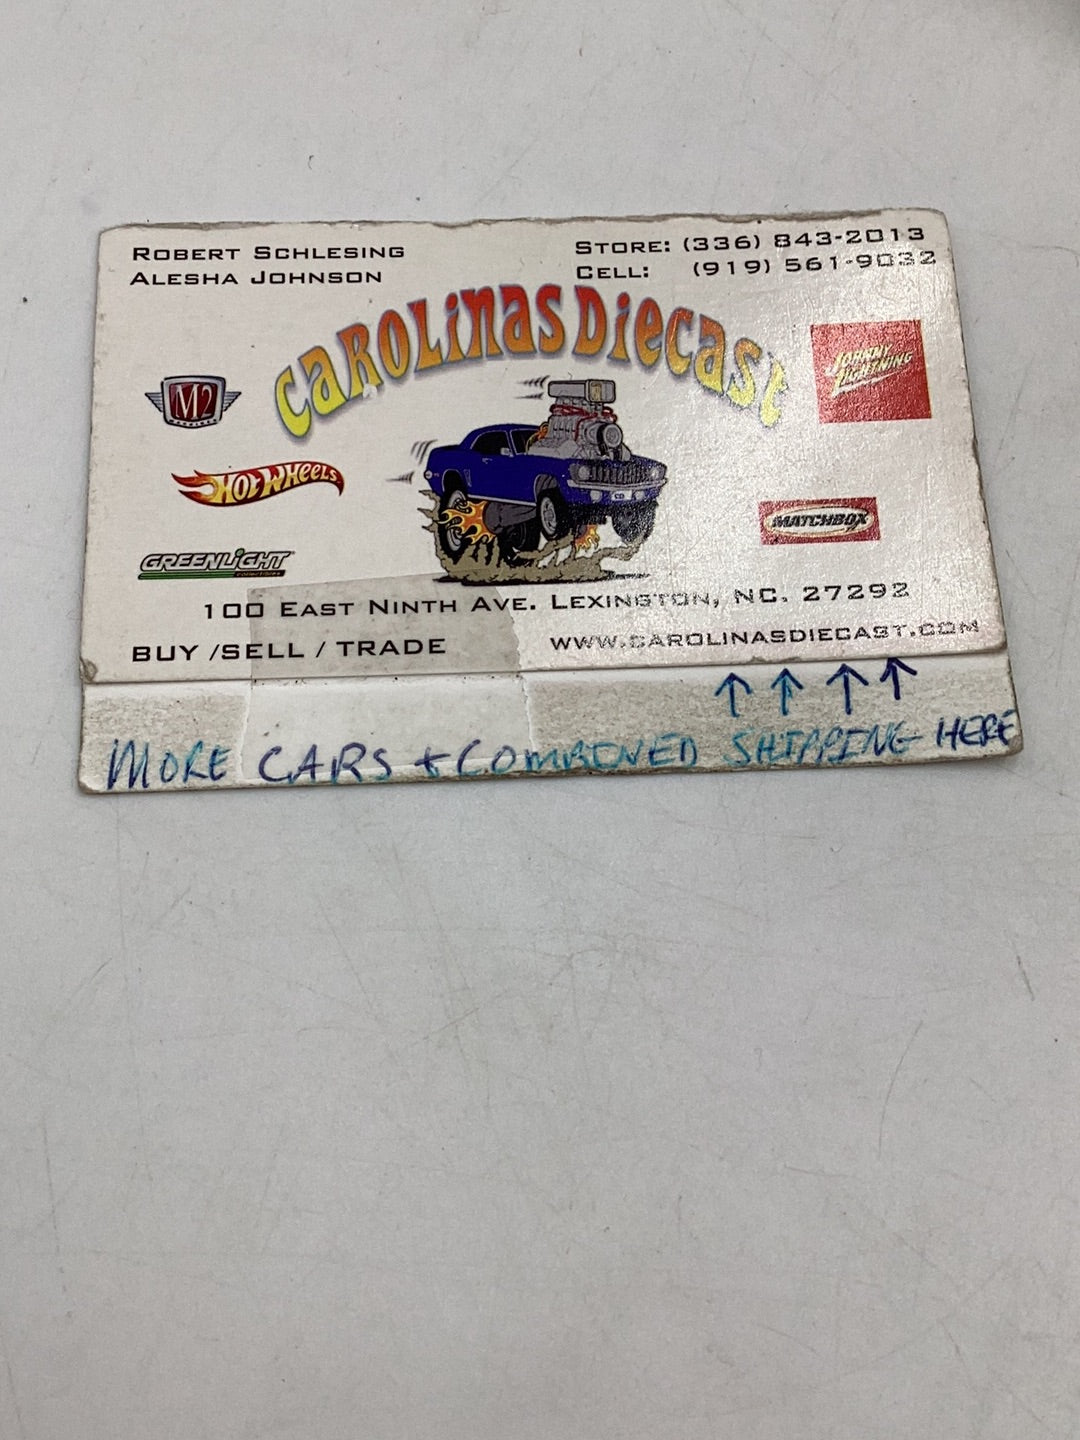 ROBERT SCHLESING
ALESHA JOHNSON
STORE: (336) 843-2013
CELL: (919) 561-9032
CAROLINAS DIECAST
M2
JOHNNY LIGHTNING
HOT WHEELS
MATCHBOX
GREENLIGHT
100 EAST NINTH AVE. LEXINGTON, NC. 27292
BUY /SELL / TRADE
WWW.CAROLINASDIECAST.COM
MORE CARS + COMBINED SHIPPING HERE